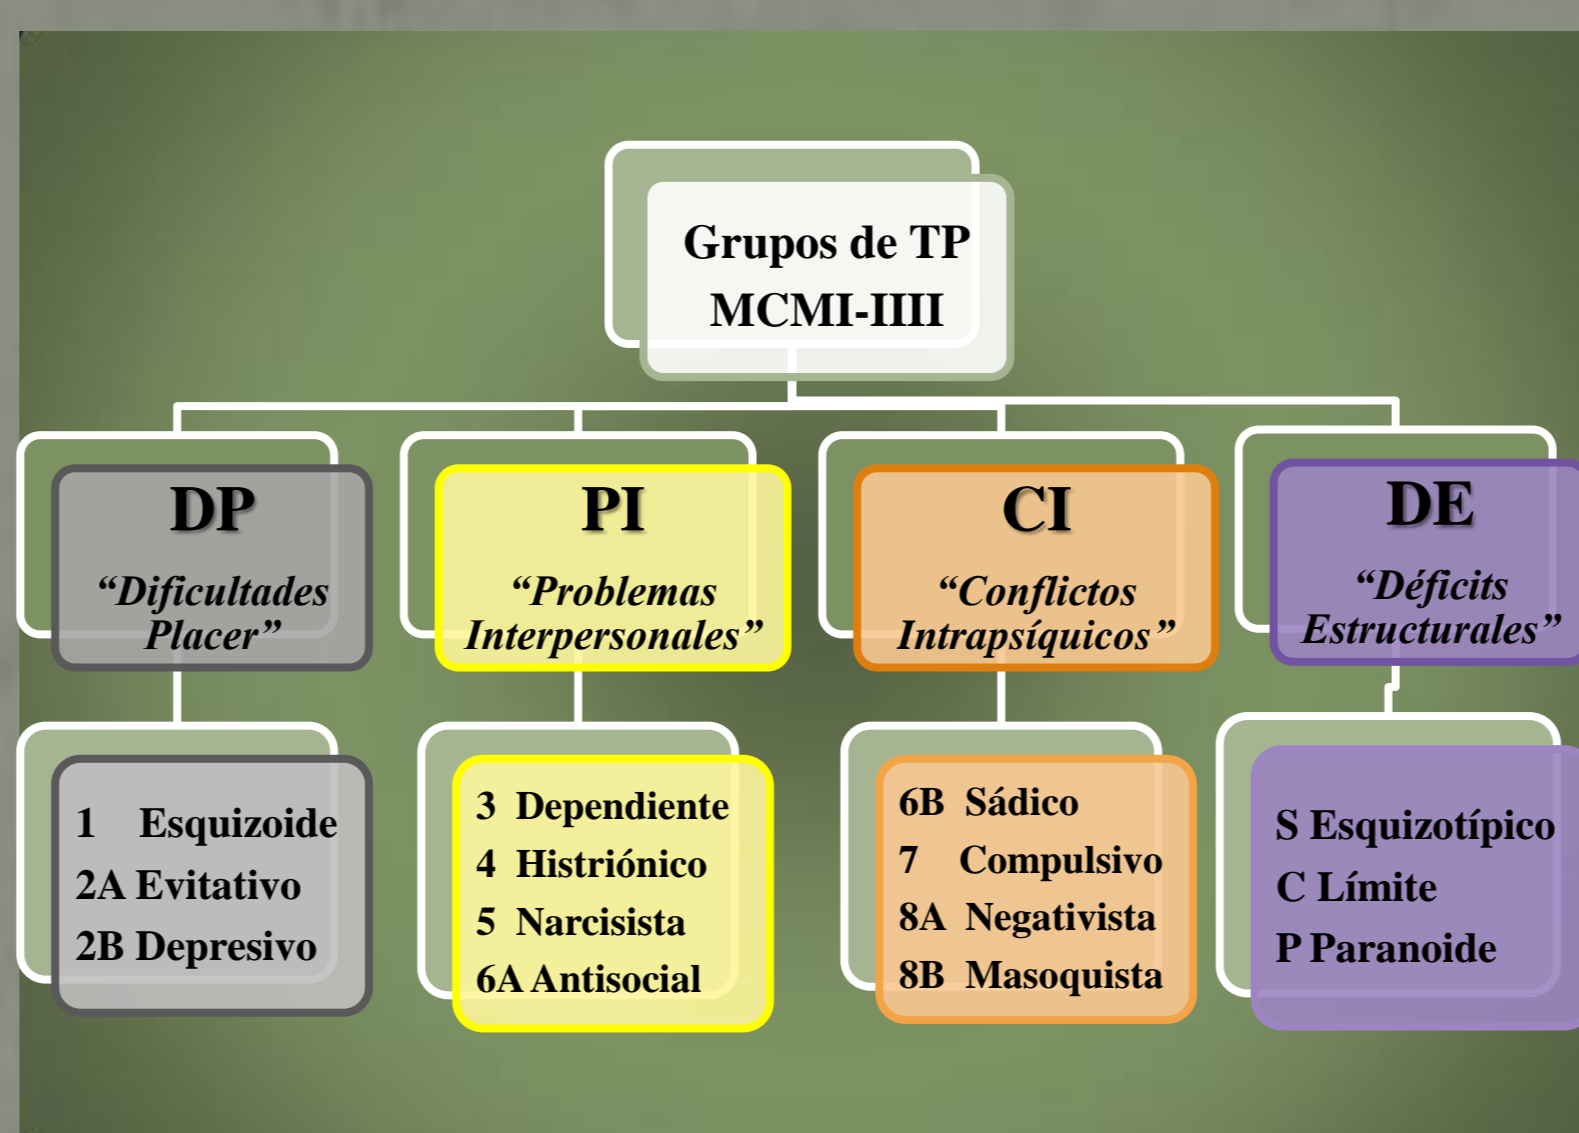 Grupos de TP
MCMI-IIII
DP
“Dificultades
Placer”
1 Esquizoide
2A Evitativo
2B Depresivo
PI
“Problemas
Interpersonales”
3 Dependiente
4 Histriónico
5 Narcisista
6A Antisocial
CI
“Conflictos
Intrapsíquicos”
6B Sádico
7 Compulsivo
8A Negativista
8B Masoquista
DE
“Déficits
Estructurales”
S Esquizotípico
C Límite
P Paranoide